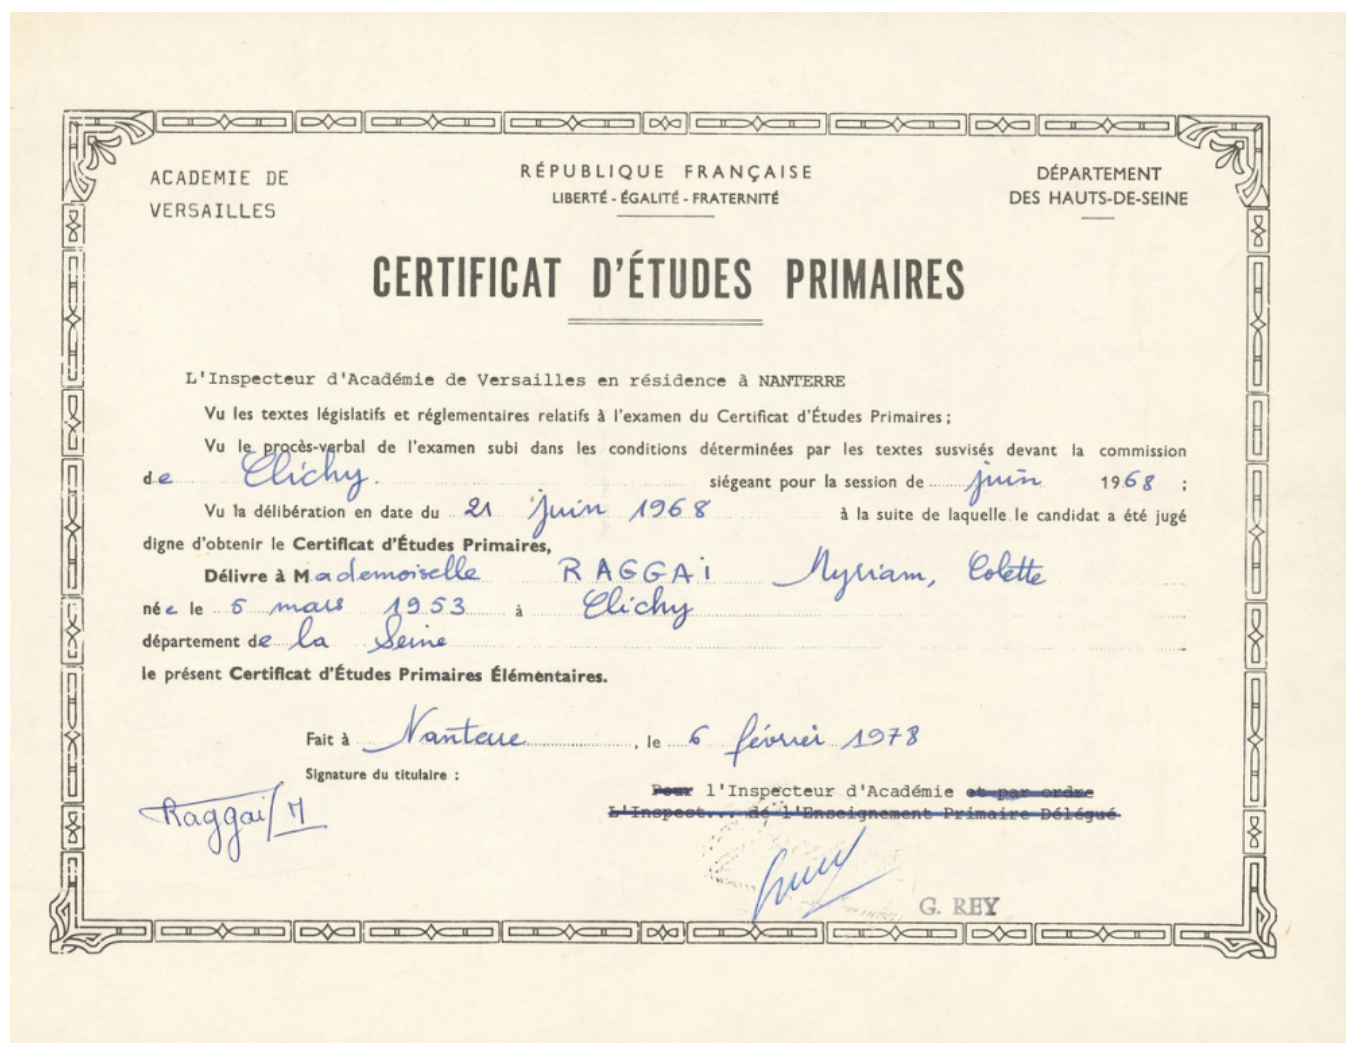 ACADEMIE DE
VERSAILLES
RÉPUBLIQUE FRANÇAISE
LIBERTÉ - ÉGALITÉ - FRATERNITÉ
DÉPARTEMENT
DES HAUTS-DE-SEINE
CERTIFICAT D'ÉTUDES PRIMAIRES
L'Inspecteur d'Académie de Versailles en résidence à NANTERRE
Vu les textes législatifs et réglementaires relatifs à l'examen du Certificat d'Études Primaires ;
Vu le procès-verbal de l'examen subi dans les conditions déterminées par les textes susvisés devant la commission
de Clichy. siégeant pour la session de juin 1968 ;
Vu la délibération en date du 21 juin 1968 à la suite de laquelle le candidat a été jugé
digne d'obtenir le Certificat d'Études Primaires,
Délivre à Mademoiselle RAGGAi Myriam, Colette
née le 5 mars 1953 à Clichy
département de la Seine
le présent Certificat d'Études Primaires Élémentaires.
Fait à Nanterre, le 6 février 1978
Signature du titulaire :
Pour l'Inspecteur d'Académie et par ordre
L'Inspect... de l'Enseignement Primaire Délégué
Raggai M
G. REY